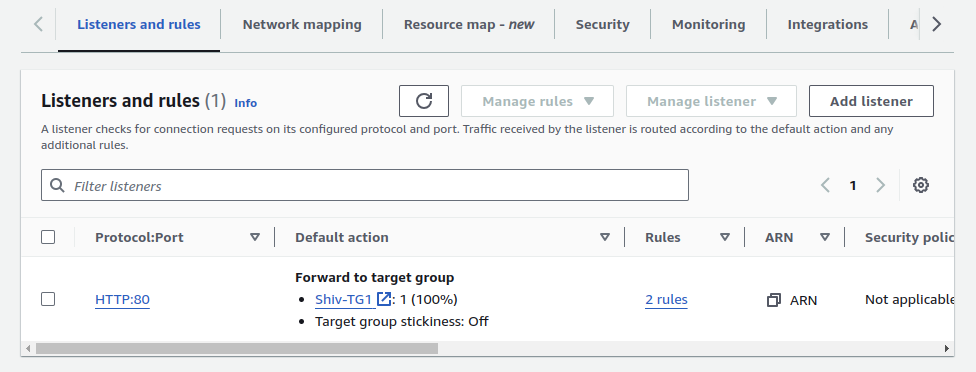 Listeners and rules
Network mapping
Resource map - new
Security
Monitoring
Integrations
Listeners and rules (1) Info
Manage rules
Manage listener
Add listener
A listener checks for connection requests on its configured protocol and port. Traffic received by the listener is routed according to the default action and any
additional rules.
Filter listeners
1
Protocol:Port
Default action
Rules
ARN
Security polic
HTTP:80
Forward to target group
• Shiv-TG1 : 1 (100%)
• Target group stickiness: Off
2 rules
ARN
Not applicable